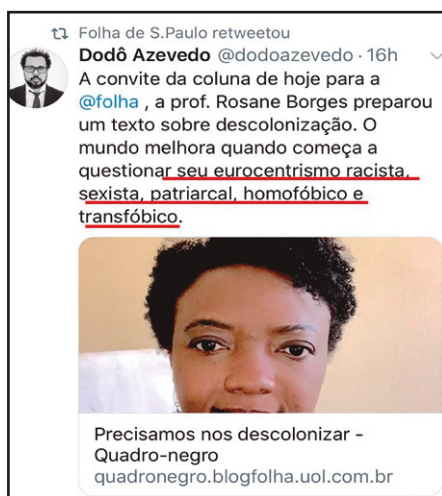 Folha de S.Paulo retweetou
Dodô Azevedo @dodoazevedo · 16h
A convite da coluna de hoje para a
@folha , a prof. Rosane Borges preparou
um texto sobre descolonização. O
mundo melhora quando começa a
questionar seu eurocentrismo racista,
sexista, patriarcal, homofóbico e
transfóbico.
Precisamos nos descolonizar -
Quadro-negro
quadronegro.blogfolha.uol.com.br